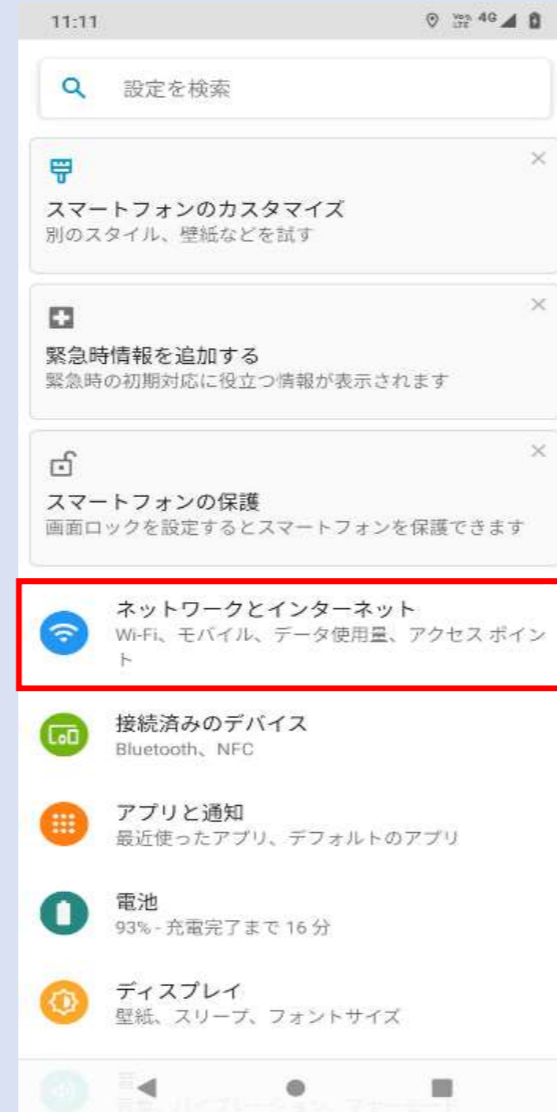 11:11
VoD LTE 4G
設定を検索
スマートフォンのカスタマイズ
別のスタイル、壁紙などを試す
緊急時情報を追加する
緊急時の初期対応に役立つ情報が表示されます
スマートフォンの保護
画面ロックを設定するとスマートフォンを保護できます
ネットワークとインターネット
Wi-Fi、モバイル、データ使用量、アクセス ポイン
ト
接続済みのデバイス
Bluetooth、NFC
アプリと通知
最近使ったアプリ、デフォルトのアプリ
電池
93% - 充電完了まで 16 分
ディスプレイ
壁紙、スリープ、フォントサイズ